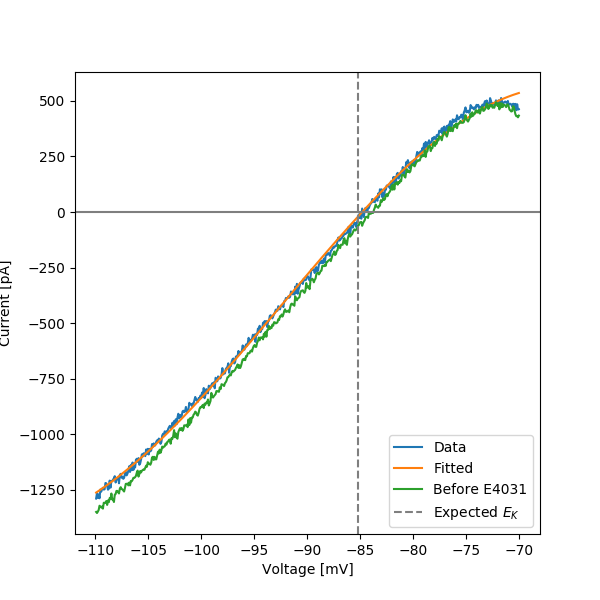 500
250
0
−250
−500
−750
−1000
−1250
−110
−105
−100
−95
−90
−85
−80
−75
−70
Current [pA]
Voltage [mV]
Data
Fitted
Before E4031
Expected E_K